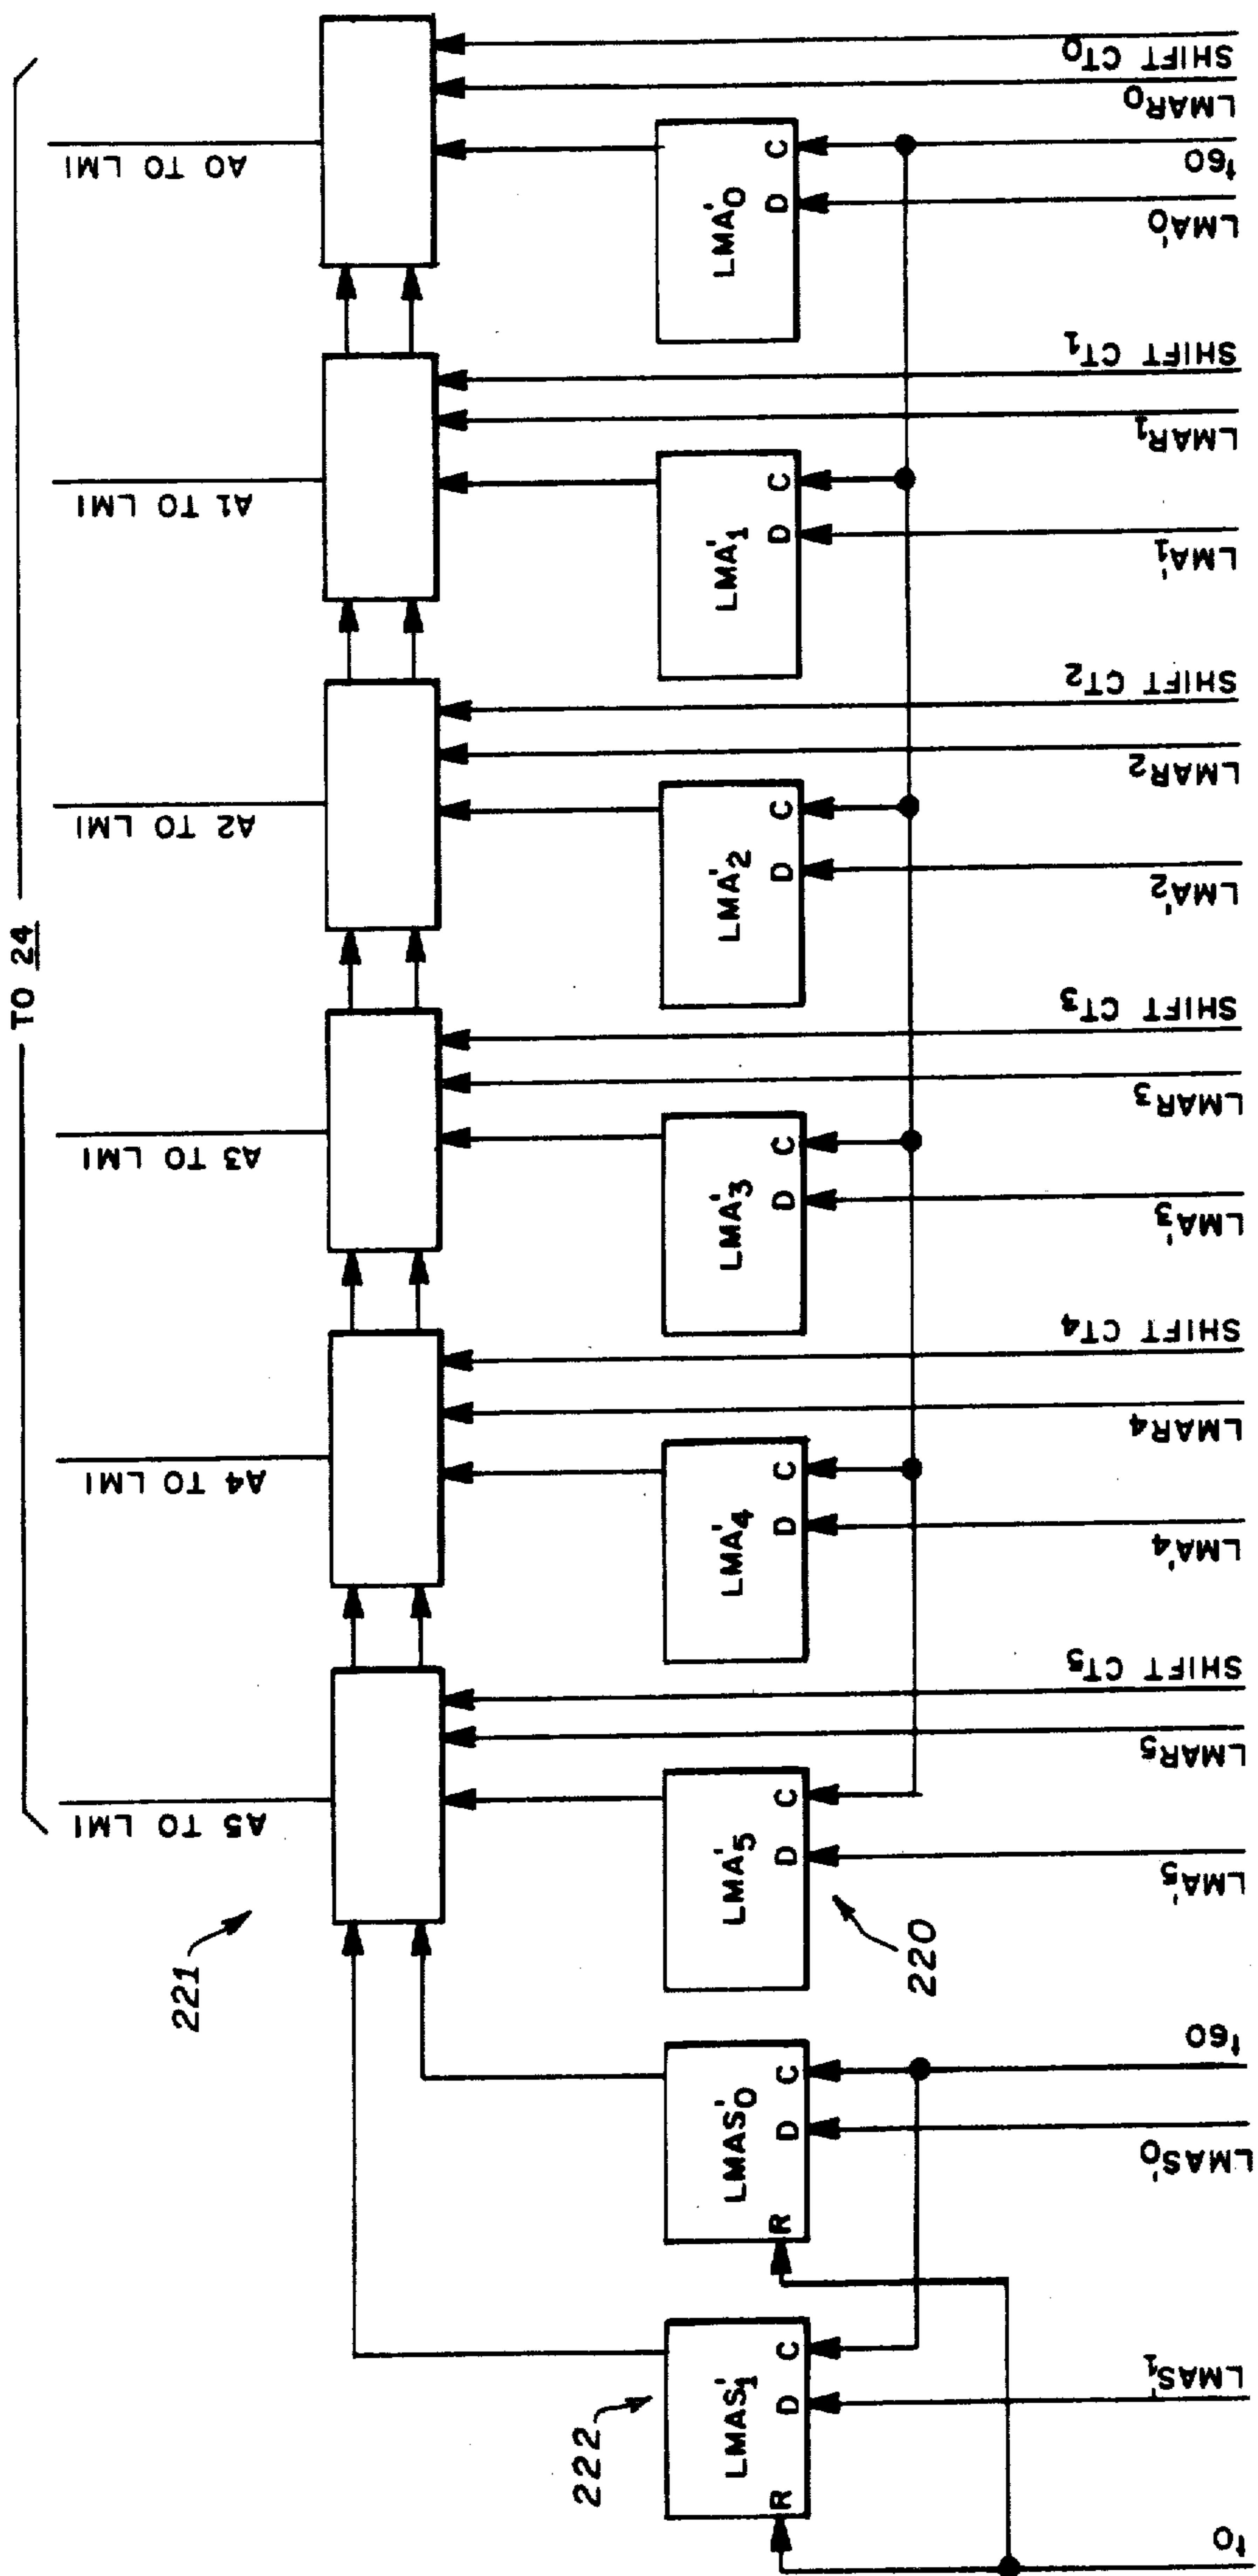 TO 24
A5 TO LMI
A4 TO LMI
A3 TO LMI
A2 TO LMI
A1 TO LMI
A0 TO LMI
221
222
LMAS'1
R
D
C
LMAS'0
R
D
C
LMA'5
D
C
LMA'4
D
C
LMA'3
D
C
LMA'2
D
C
LMA'1
D
C
LMA'0
D
C
220
t0
LMAS'1
LMAS'0
t60
LMA'5
LMAR5
SHIFT CT5
LMA'4
LMAR4
SHIFT CT4
LMA'3
LMAR3
SHIFT CT3
LMA'2
LMAR2
SHIFT CT2
LMA'1
LMAR1
SHIFT CT1
LMA'0
t60
LMAR0
SHIFT CT0